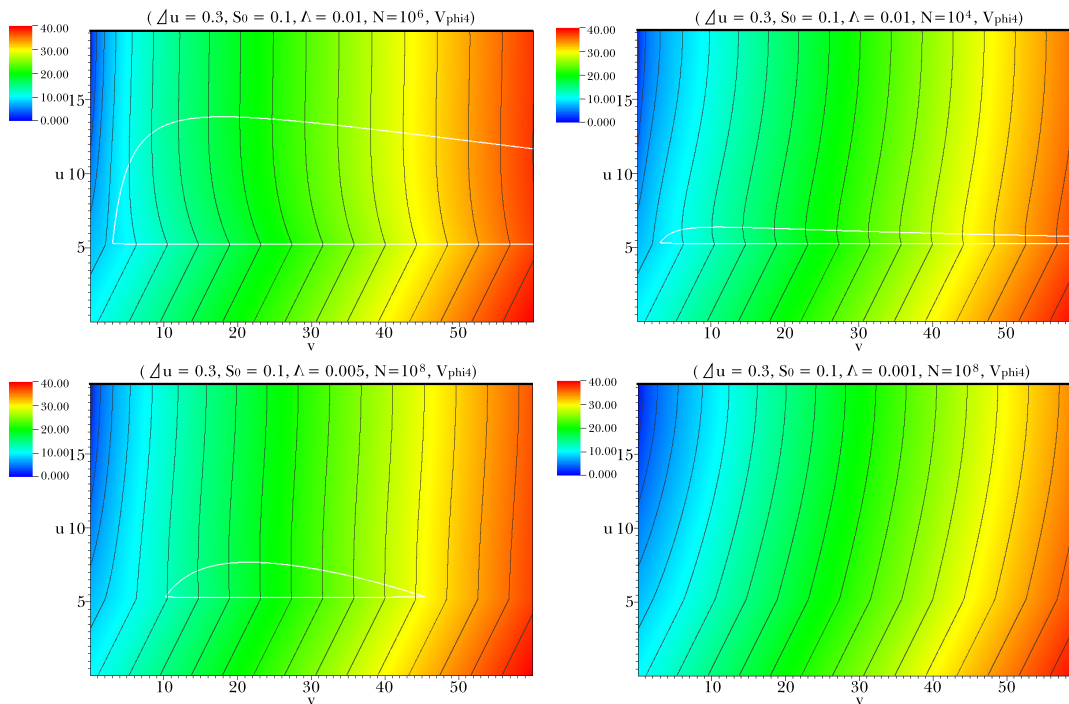 ( ⊿u = 0.3, S₀ = 0.1, Λ = 0.01, N=10⁶, Vphi4)
40.00
30.00
20.00
10.00
0.000
15
u 10
5
10 20 30 40 50
v
( ⊿u = 0.3, S₀ = 0.1, Λ = 0.01, N=10⁴, Vphi4)
40.00
30.00
20.00
10.00
0.000
15
u 10
5
10 20 30 40 50
v
( ⊿u = 0.3, S₀ = 0.1, Λ = 0.005, N=10⁸, Vphi4)
40.00
30.00
20.00
10.00
0.000
15
u 10
5
10 20 30 40 50
v
( ⊿u = 0.3, S₀ = 0.1, Λ = 0.001, N=10⁸, Vphi4)
40.00
30.00
20.00
10.00
0.000
15
u 10
5
10 20 30 40 50
v